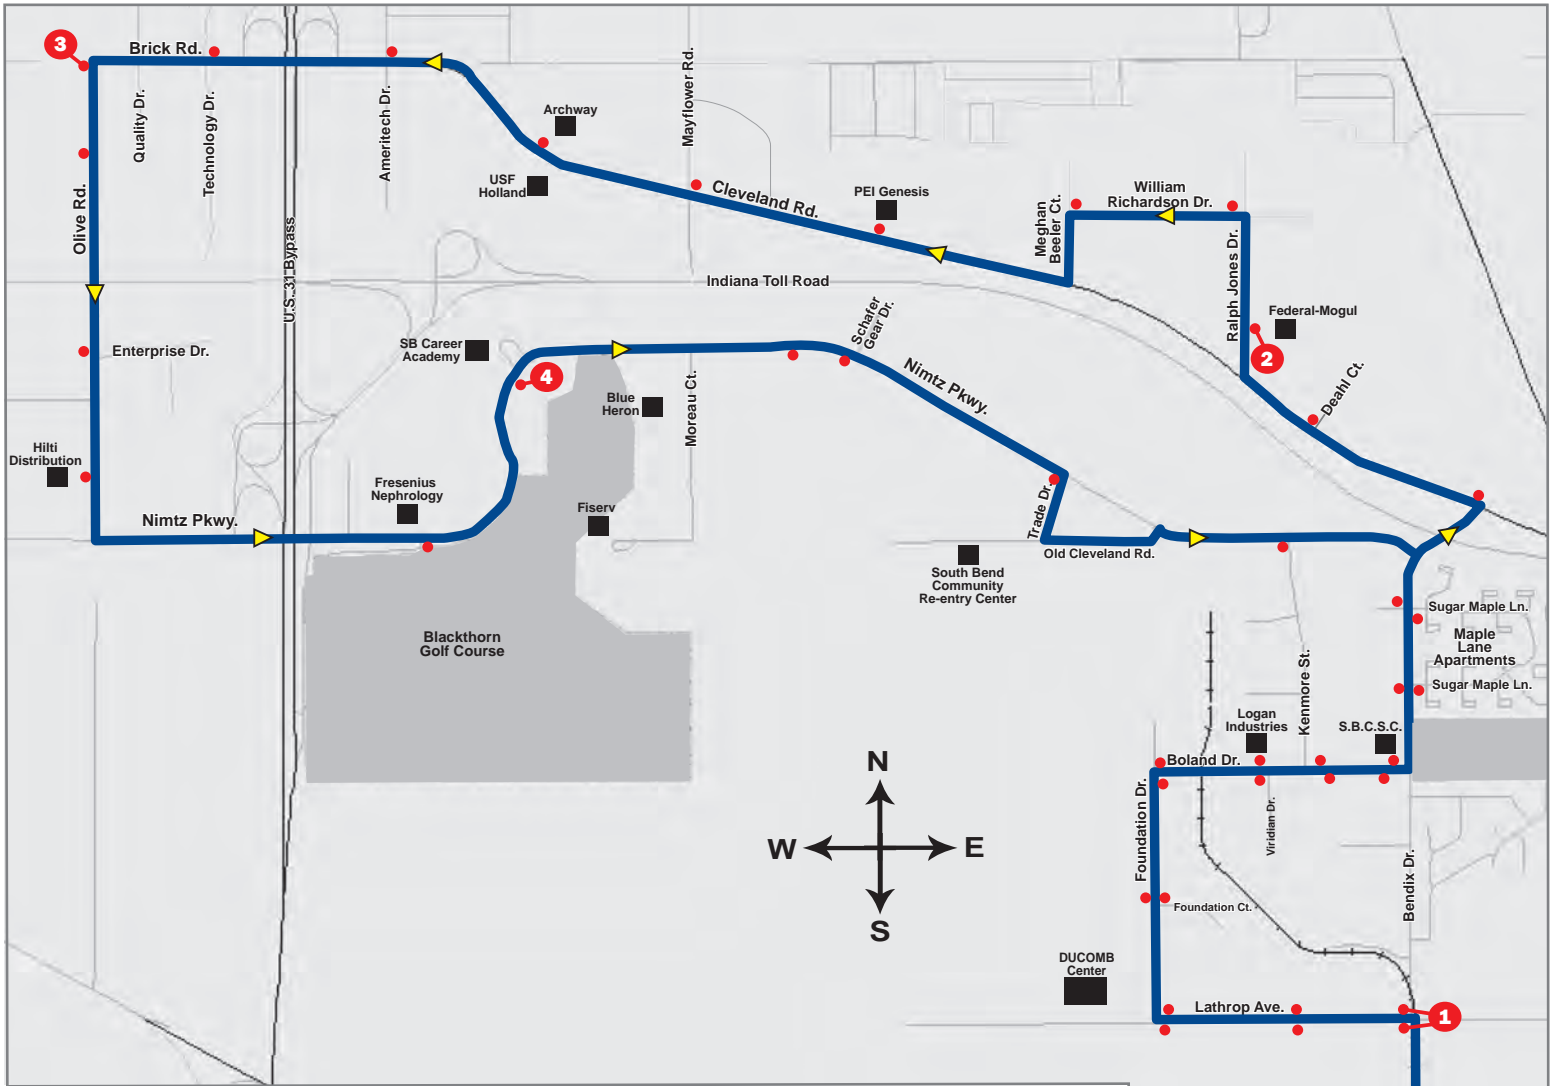 3
Brick Rd.
Quality Dr.
Technology Dr.
Ameritech Dr.
Olive Rd.
U.S. 31 Bypass
Archway
USF
Holland
Mayflower Rd.
Cleveland Rd.
PEI Genesis
Meghan
Beeler Ct.
William
Richardson Dr.
Ralph Jones Dr.
Federal-Mogul
2
Deahl Ct.
Indiana Toll Road
Enterprise Dr.
SB Career
Academy
4
Schafer
Gear Dr.
Nimtz Pkwy.
Blue
Heron
Moreau Ct.
Hilti
Distribution
Nimtz Pkwy.
Fresenius
Nephrology
Fiserv
Trade Dr.
Old Cleveland Rd.
South Bend
Community
Re-entry Center
Blackthorn
Golf Course
Sugar Maple Ln.
Maple
Lane
Apartments
Sugar Maple Ln.
Kenmore St.
Logan
Industries
S.B.C.S.C.
Boland Dr.
Foundation Dr.
Viridian Dr.
Bendix Dr.
Foundation Ct.
N
W
E
S
DUCOMB
Center
Lathrop Ave.
1